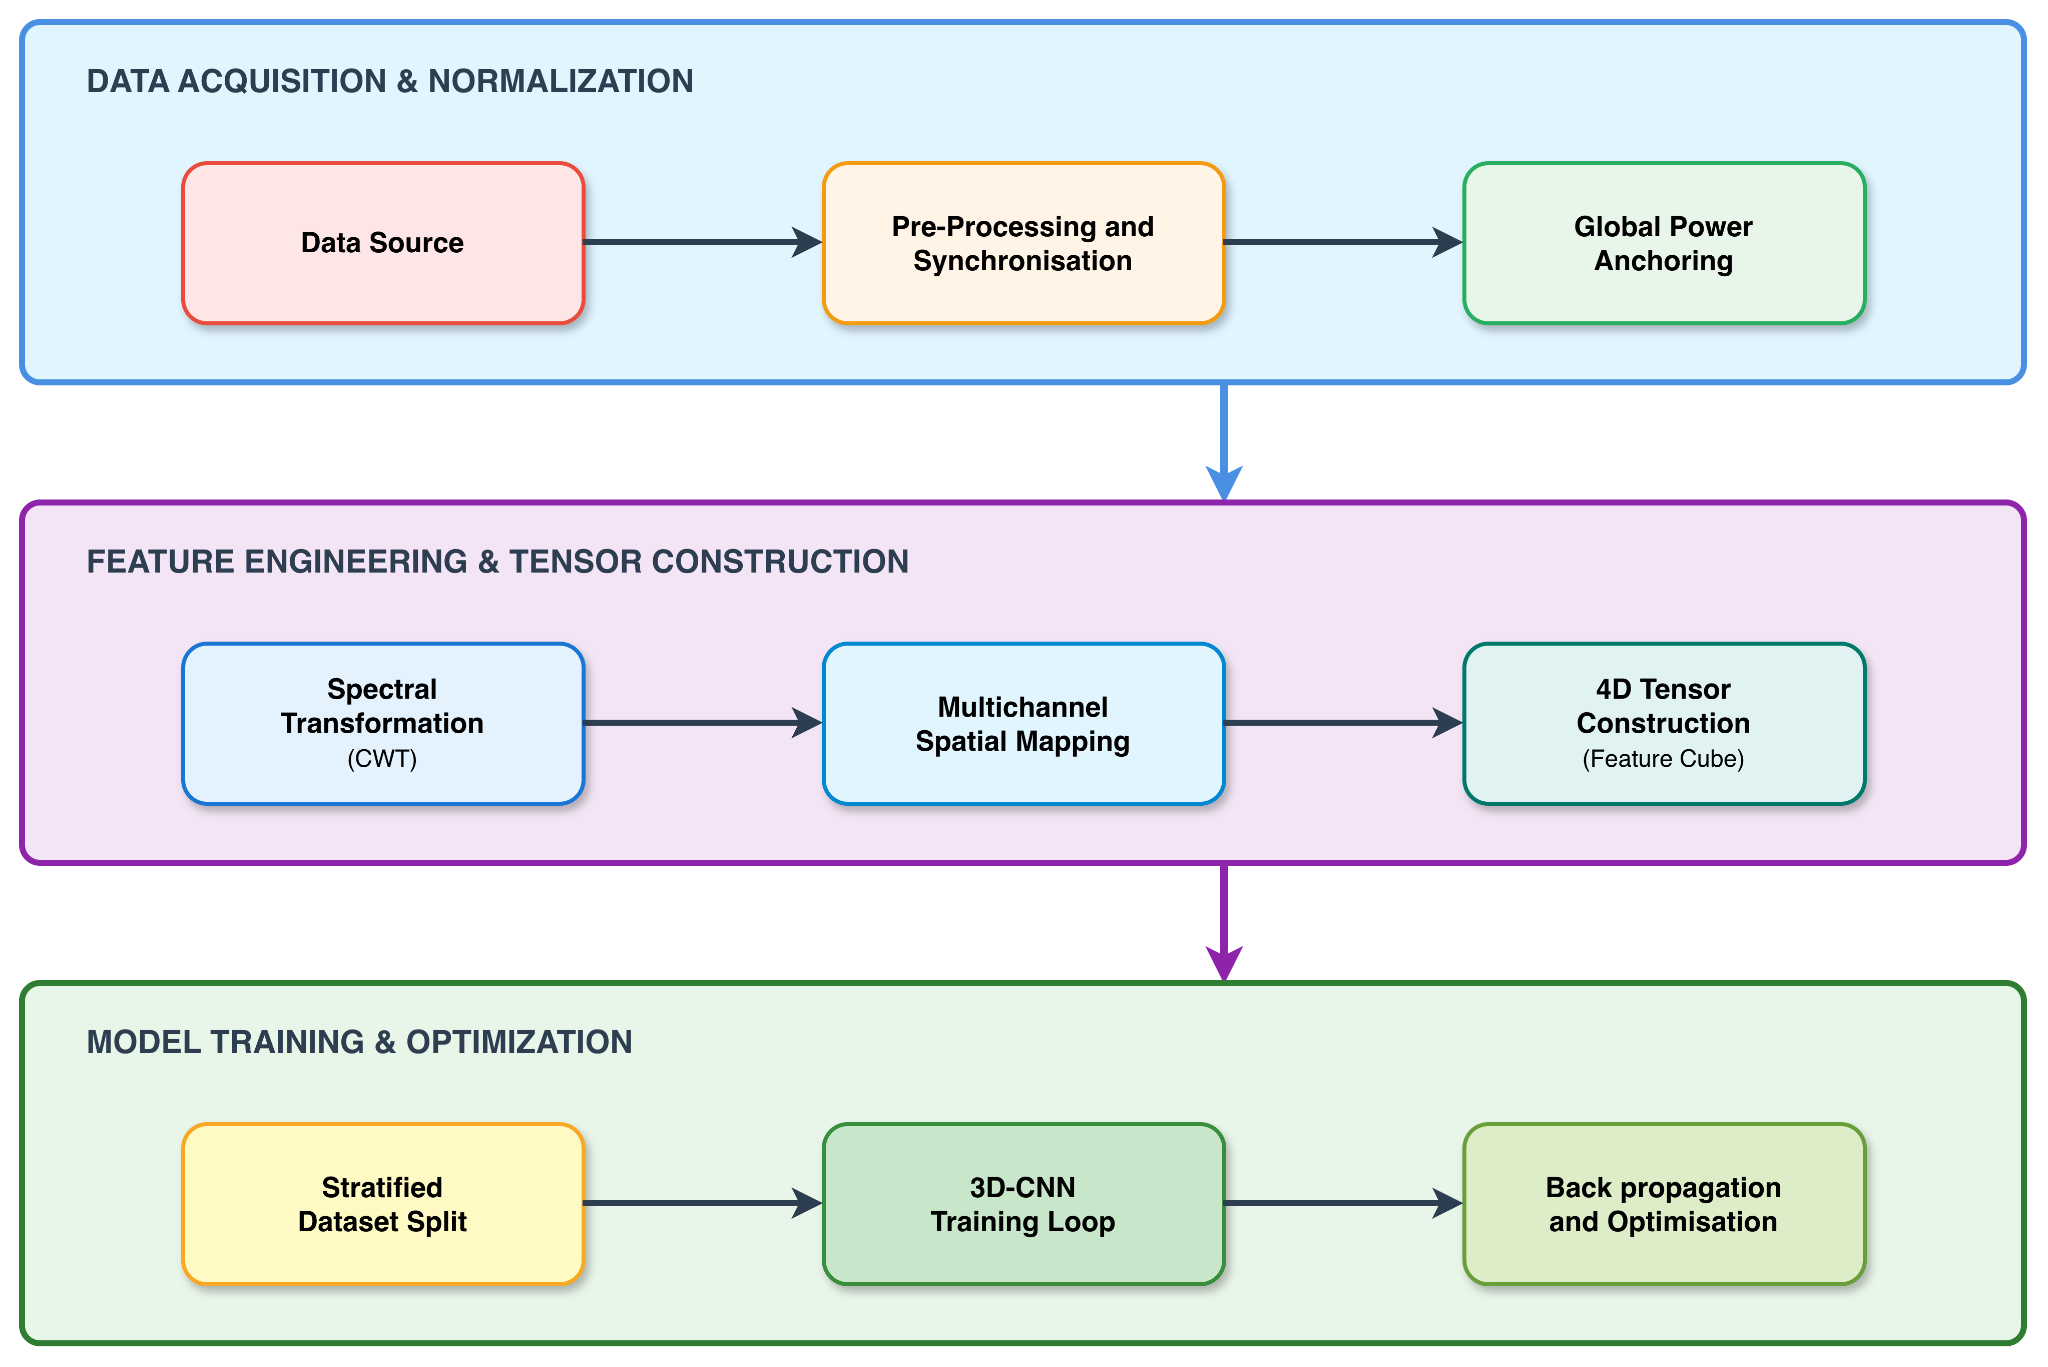 DATA ACQUISITION & NORMALIZATION
Data Source
Pre-Processing and
Synchronisation
Global Power
Anchoring
FEATURE ENGINEERING & TENSOR CONSTRUCTION
Spectral
Transformation
(CWT)
Multichannel
Spatial Mapping
4D Tensor
Construction
(Feature Cube)
MODEL TRAINING & OPTIMIZATION
Stratified
Dataset Split
3D-CNN
Training Loop
Back propagation
and Optimisation